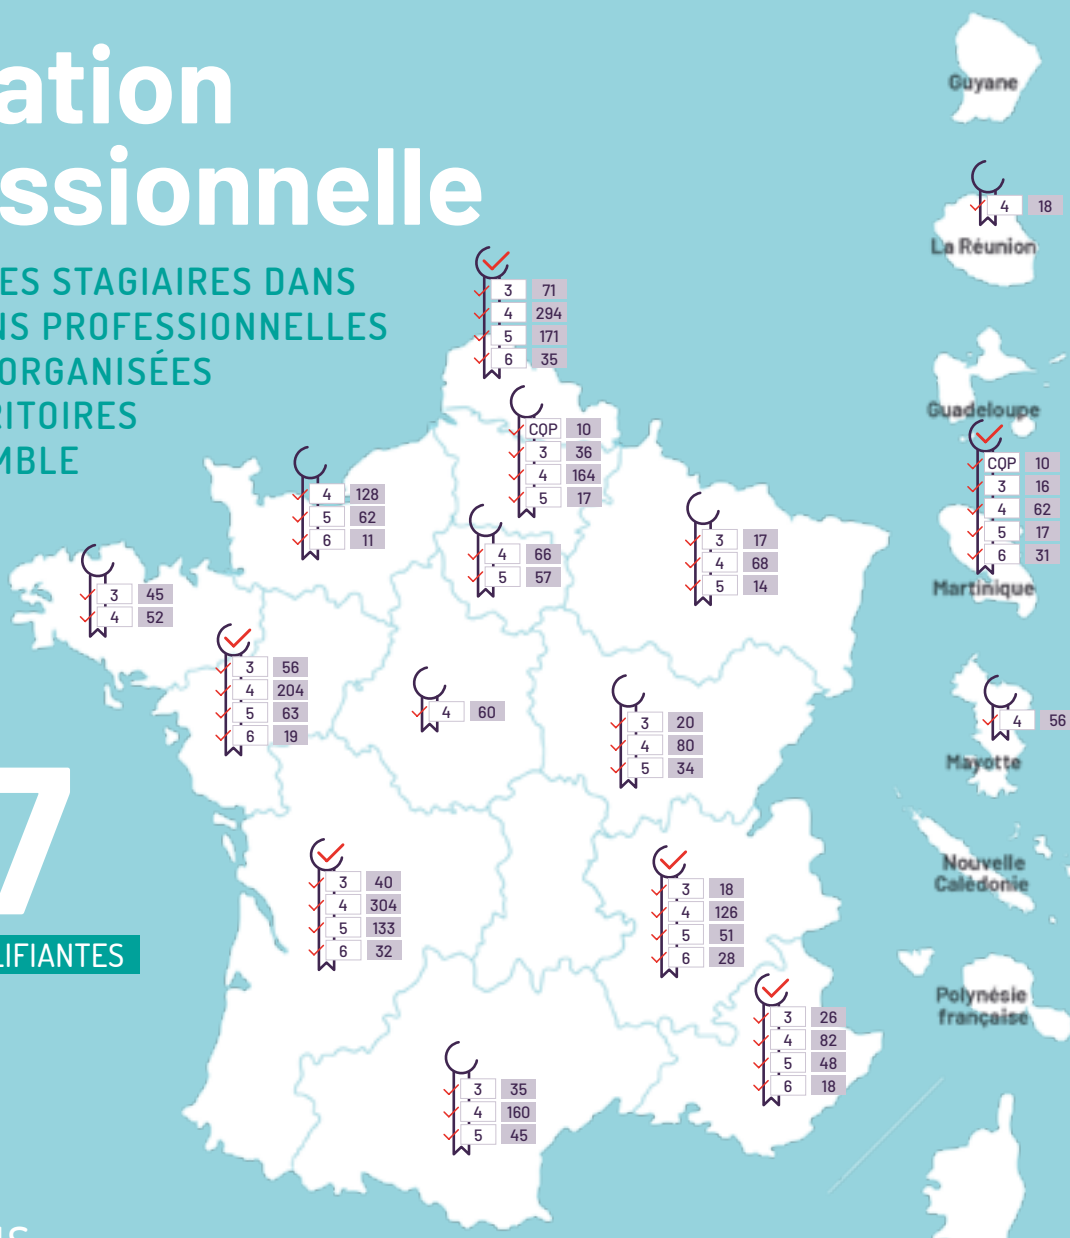 ation
ssionnelle
ES STAGIAIRES DANS
NS PROFESSIONNELLES
ORGANISÉES
RITOIRES
MBLE
7
LIFIANTES
3 71
4 294
5 171
6 35
CQP 10
3 36
4 164
5 17
4 128
5 62
6 11
4 66
5 57
3 17
4 68
5 14
3 45
4 52
3 56
4 204
5 63
6 19
4 60
3 20
4 80
5 34
3 40
4 304
5 133
6 32
3 18
4 126
5 51
6 28
3 26
4 82
5 48
6 18
3 35
4 160
5 45
Guyane
4 18
La Réunion
Guadeloupe
CQP 10
3 16
4 62
5 17
6 31
Martinique
4 56
Mayotte
Nouvelle
Calédonie
Polynésie
française